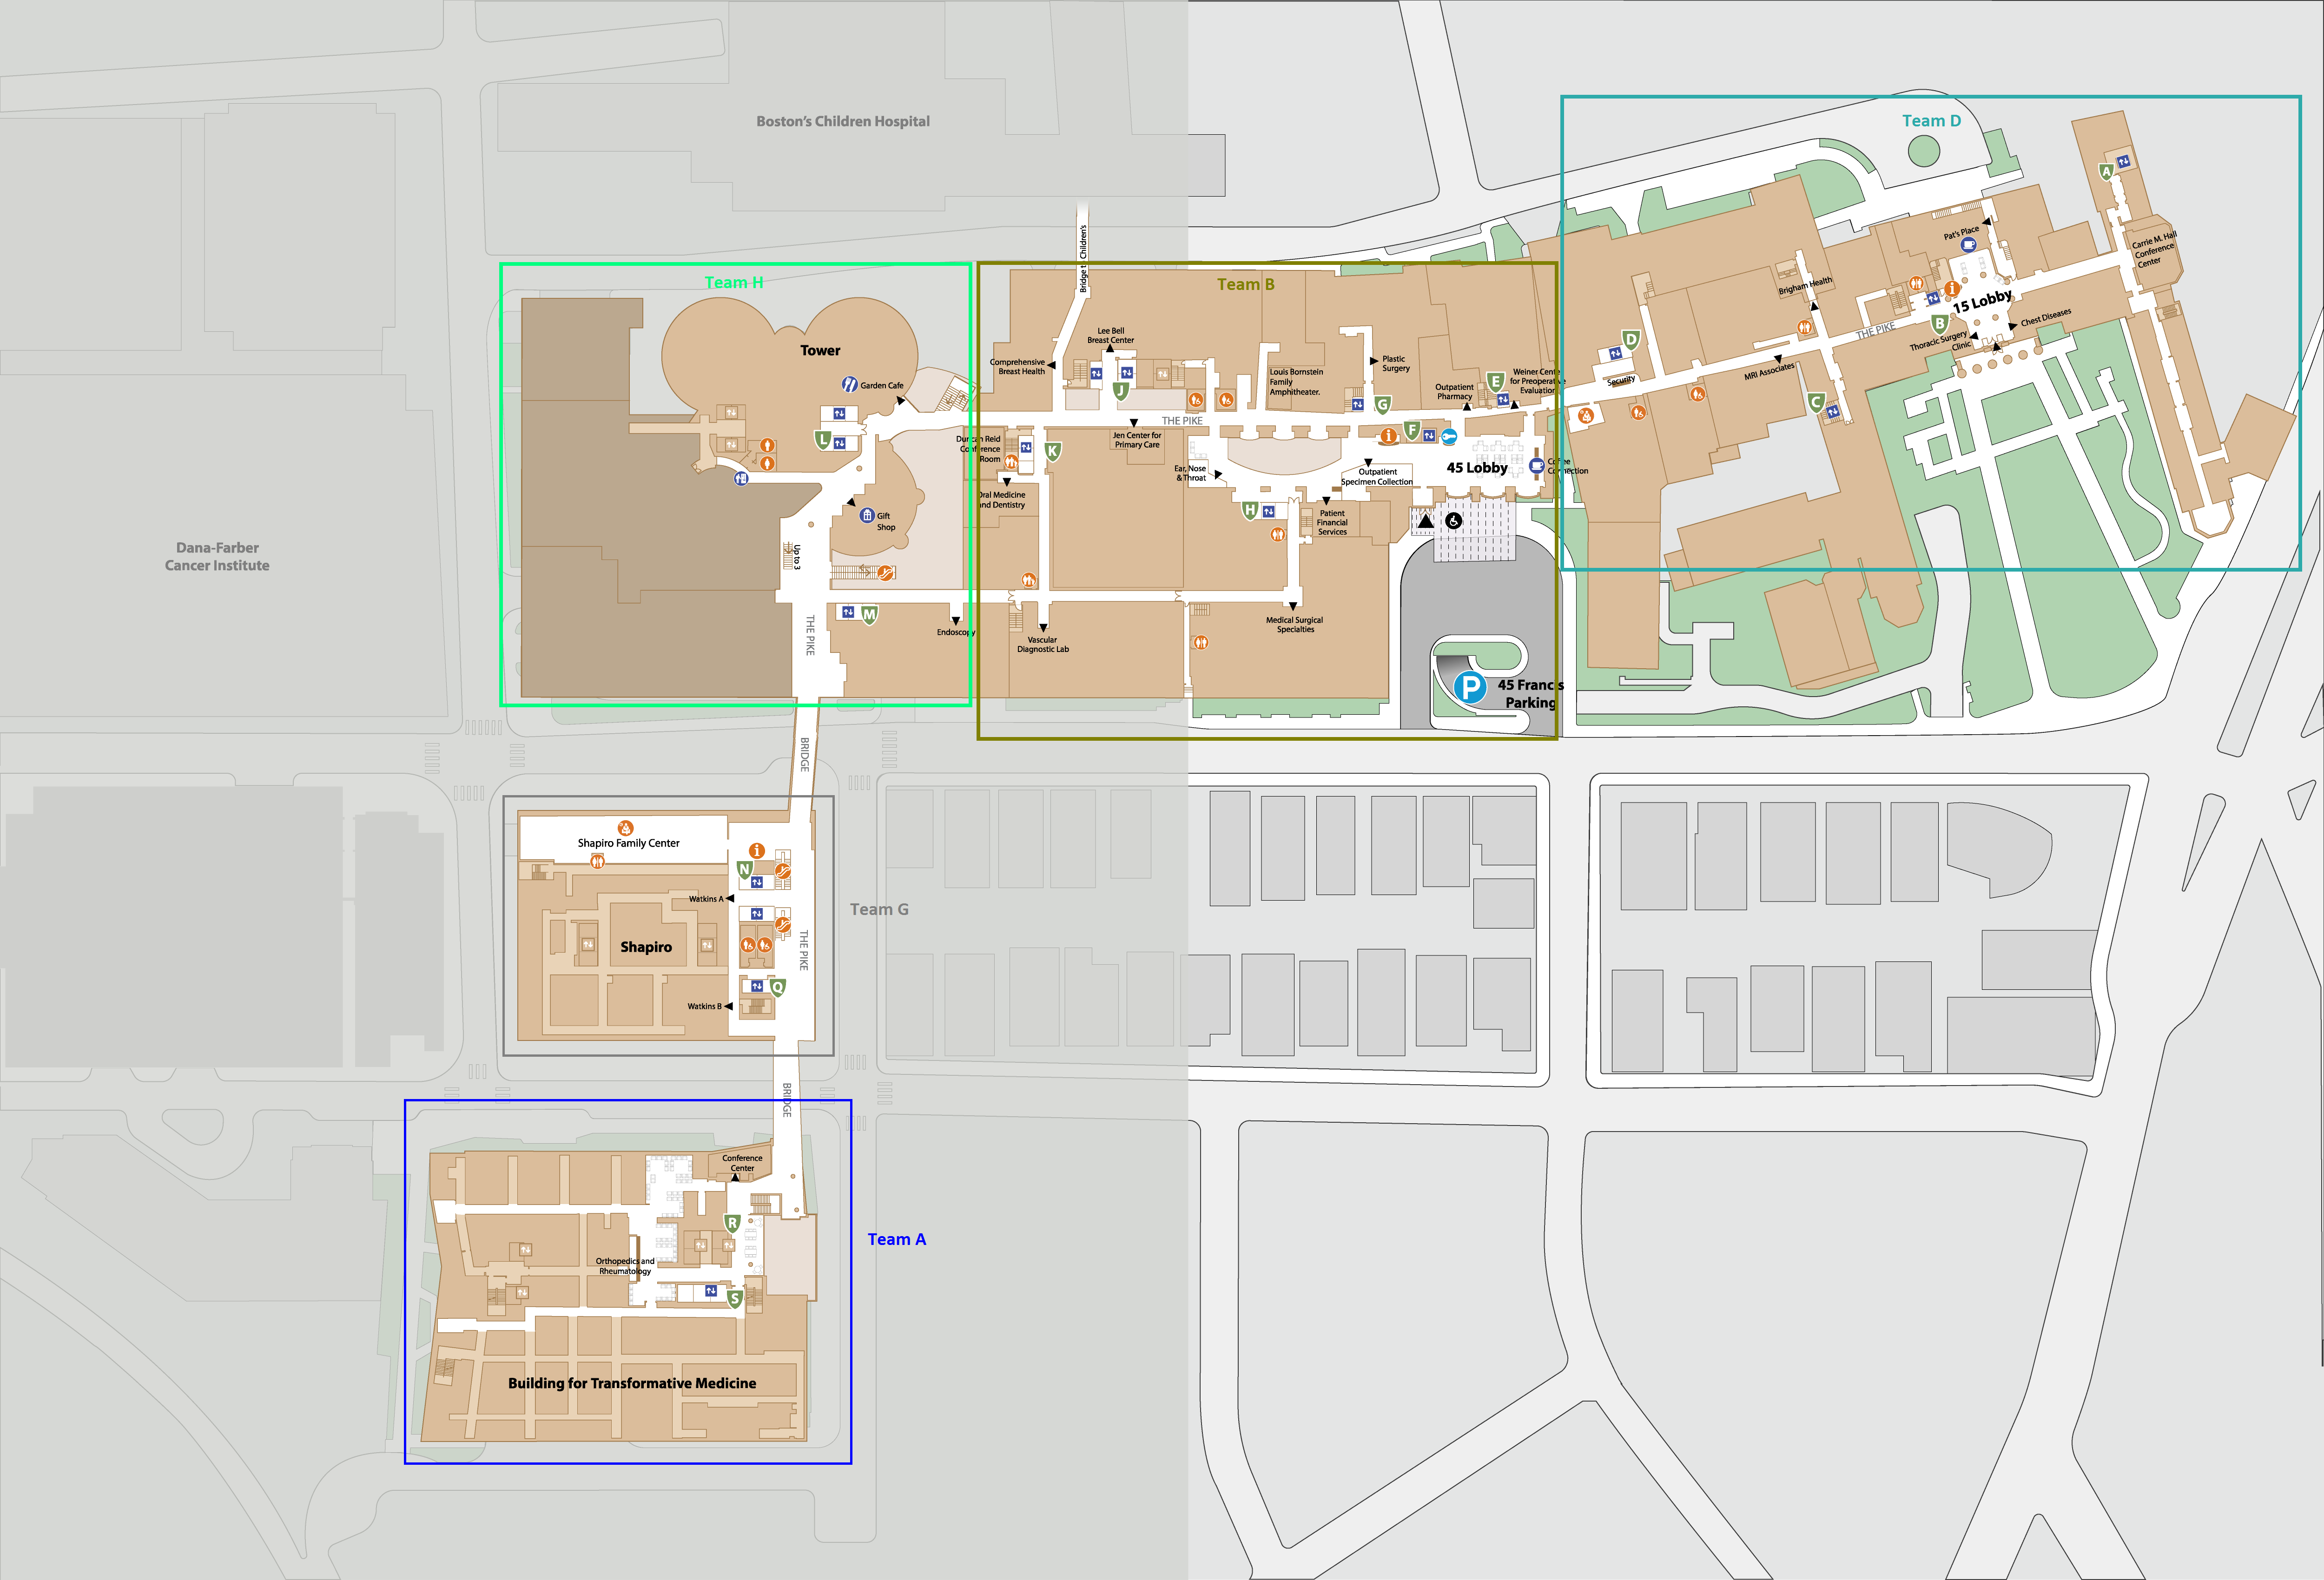 Boston's Children Hospital
Team D
A
Pat's Place
Carrie M. Hall
Conference
Center
Bridge t Children's
Brigham Health
i
15 Lobby
B
THE PIKE
Chest Diseases
Thoracic Surgery
Clinic
Team H
Team B
Tower
Garden Cafe
L
Lee Bell
Breast Center
Comprehensive
Breast Health
J
Louis Bornstein
Family
Amphitheater.
Plastic
Surgery
G
Outpatient
Pharmacy
E
Weiner Cente
for Preoperative
Evaluation
D
Security
MRI Associates
C
THE PIKE
Jen Center for
Primary Care
Duncan Reid
Conference
Room
K
i
F
45 Lobby
Coffee
Connection
Ear, Nose
& Throat
Outpatient
Specimen Collection
Oral Medicine
and Dentistry
H
Patient
Financial
Services
Gift
Shop
Up to 3
Dana-Farber
Cancer Institute
M
THE PIKE
Endoscopy
Vascular
Diagnostic Lab
Medical Surgical
Specialties
P
45 Francis
Parking
BRIDGE
Shapiro Family Center
i
N
Watkins A
Team G
Shapiro
THE PIKE
Q
Watkins B
BRIDGE
Conference
Center
R
Team A
Orthopedics and
Rheumatology
S
Building for Transformative Medicine